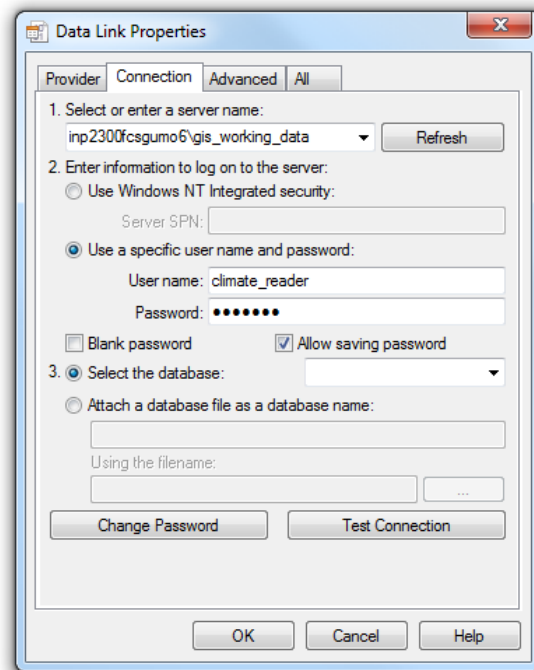 Data Link Properties
Provider Connection Advanced All
1. Select or enter a server name:
inp2300fcsgumo6\gis_working_data Refresh
2. Enter information to log on to the server:
Use Windows NT Integrated security:
Server SPN:
Use a specific user name and password:
User name: climate_reader
Password: •••••••
Blank password Allow saving password
3. Select the database:
Attach a database file as a database name:
Using the filename:
...
Change Password Test Connection
OK Cancel Help